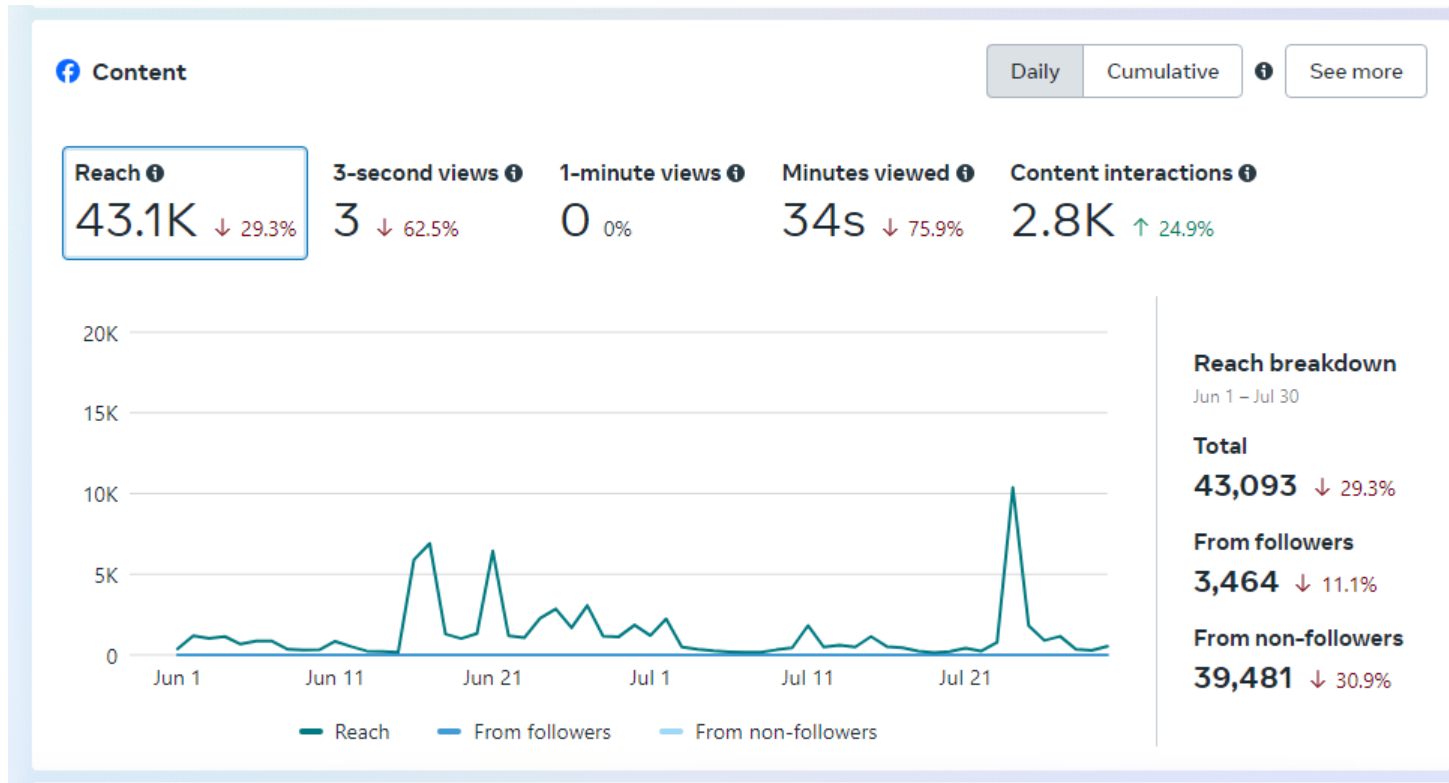 Content
Daily Cumulative See more
Reach 3-second views 1-minute views Minutes viewed Content interactions
43.1K ↓ 29.3% 3 ↓ 62.5% 0 0% 34s ↓ 75.9% 2.8K ↑ 24.9%
20K
15K
10K
5K
0
Jun 1 Jun 11 Jun 21 Jul 1 Jul 11 Jul 21
Reach From followers From non-followers
Reach breakdown
Jun 1 – Jul 30
Total
43,093 ↓ 29.3%
From followers
3,464 ↓ 11.1%
From non-followers
39,481 ↓ 30.9%